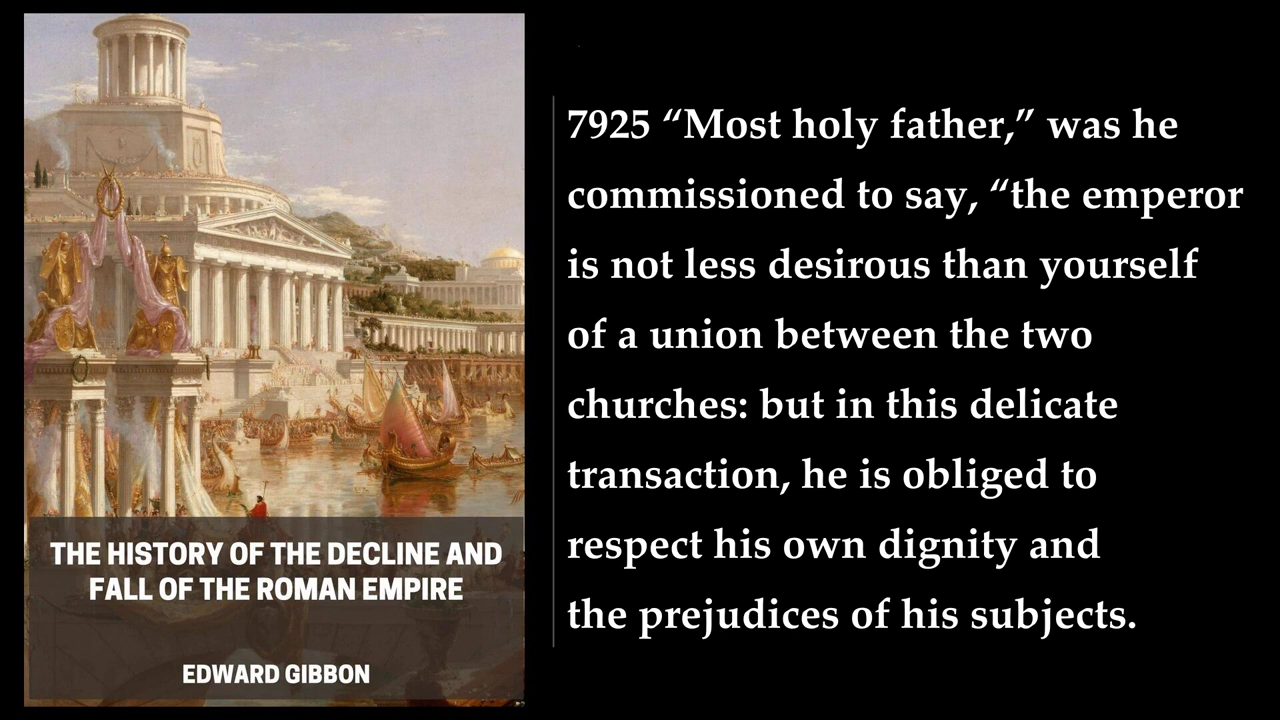 THE HISTORY OF THE DECLINE AND
FALL OF THE ROMAN EMPIRE
EDWARD GIBBON
7925 “Most holy father,” was he
commissioned to say, “the emperor
is not less desirous than yourself
of a union between the two
churches: but in this delicate
transaction, he is obliged to
respect his own dignity and
the prejudices of his subjects.